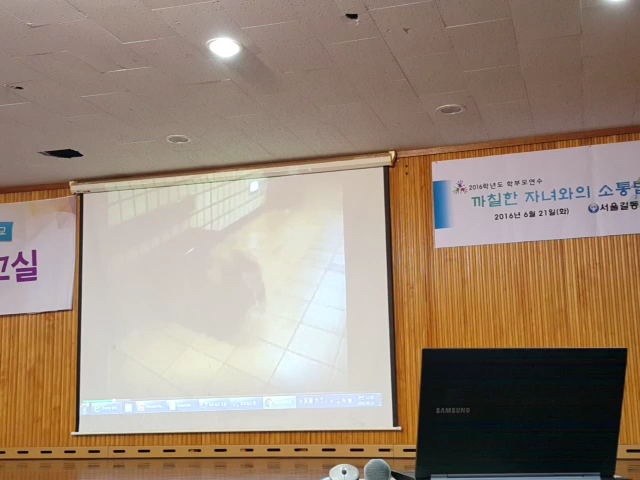 교
교실
2016학년도 학부모연수
까칠한 자녀와의 소통법
2016년 6월 21일(화)
서울길동
SAMSUNG